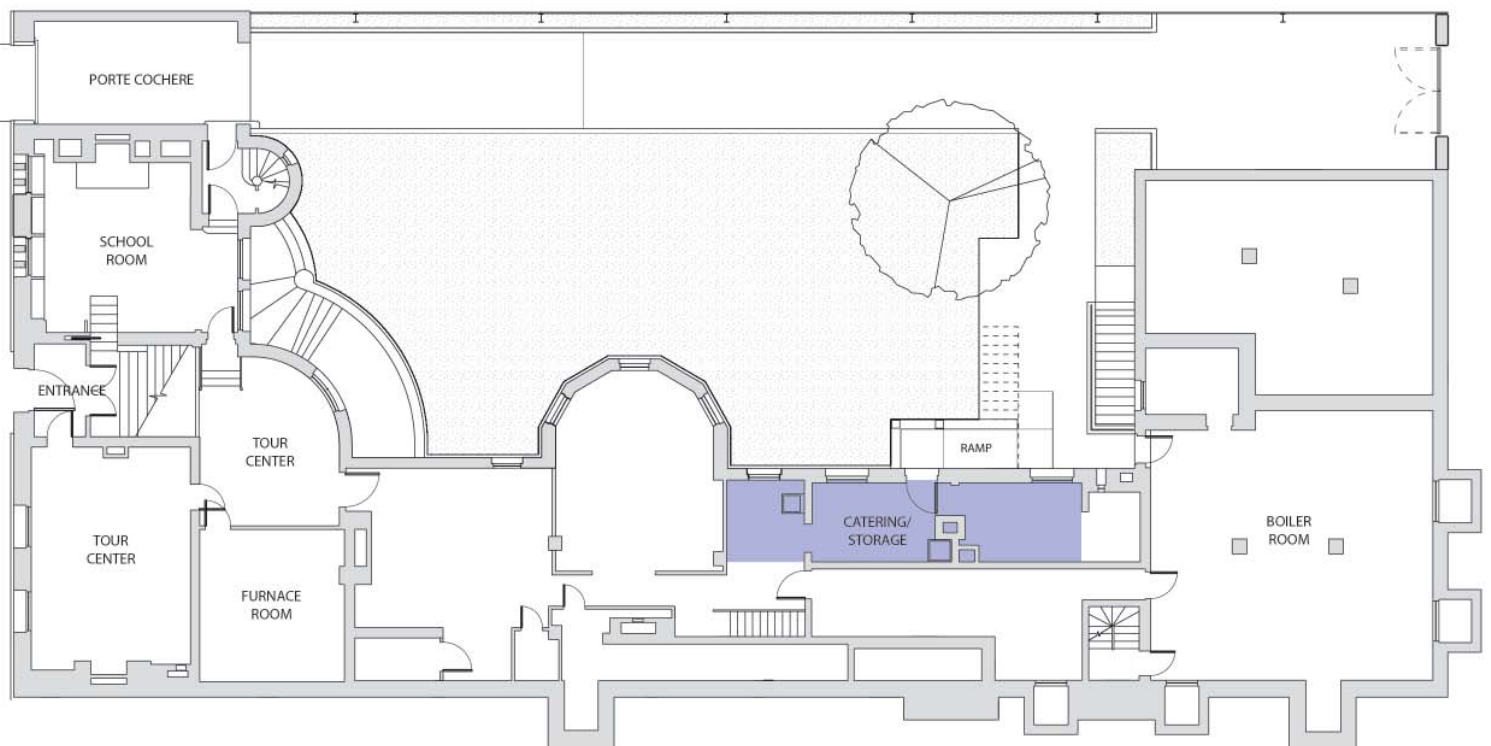 PORTE COCHERE
SCHOOL
ROOM
ENTRANCE
TOUR
CENTER
RAMP
TOUR
CENTER
FURNACE
ROOM
CATERING/
STORAGE
BOILER
ROOM